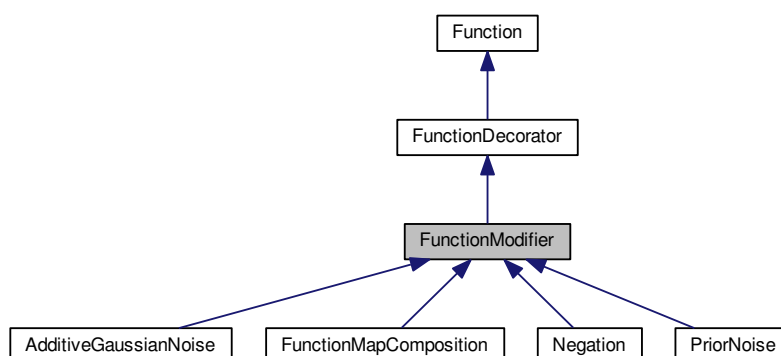 Function
FunctionDecorator
FunctionModifier
AdditiveGaussianNoise
FunctionMapComposition
Negation
PriorNoise